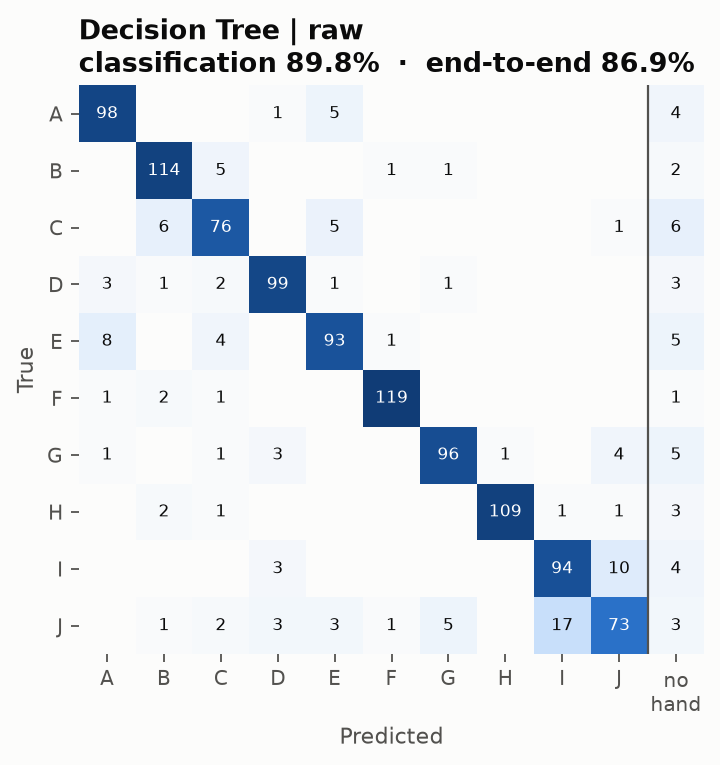 Decision Tree | raw
classification 89.8%  ·  end-to-end 86.9%
A 98 1 5 4
B 114 5 1 1 2
C 6 76 5 1 6
D 3 1 2 99 1 1 3
E 8 4 93 1 5
F 1 2 1 119 1
G 1 1 3 96 1 4 5
H 2 1 109 1 1 3
I 3 94 10 4
J 1 2 3 3 1 5 17 73 3
True
A B C D E F G H I J no
hand
Predicted